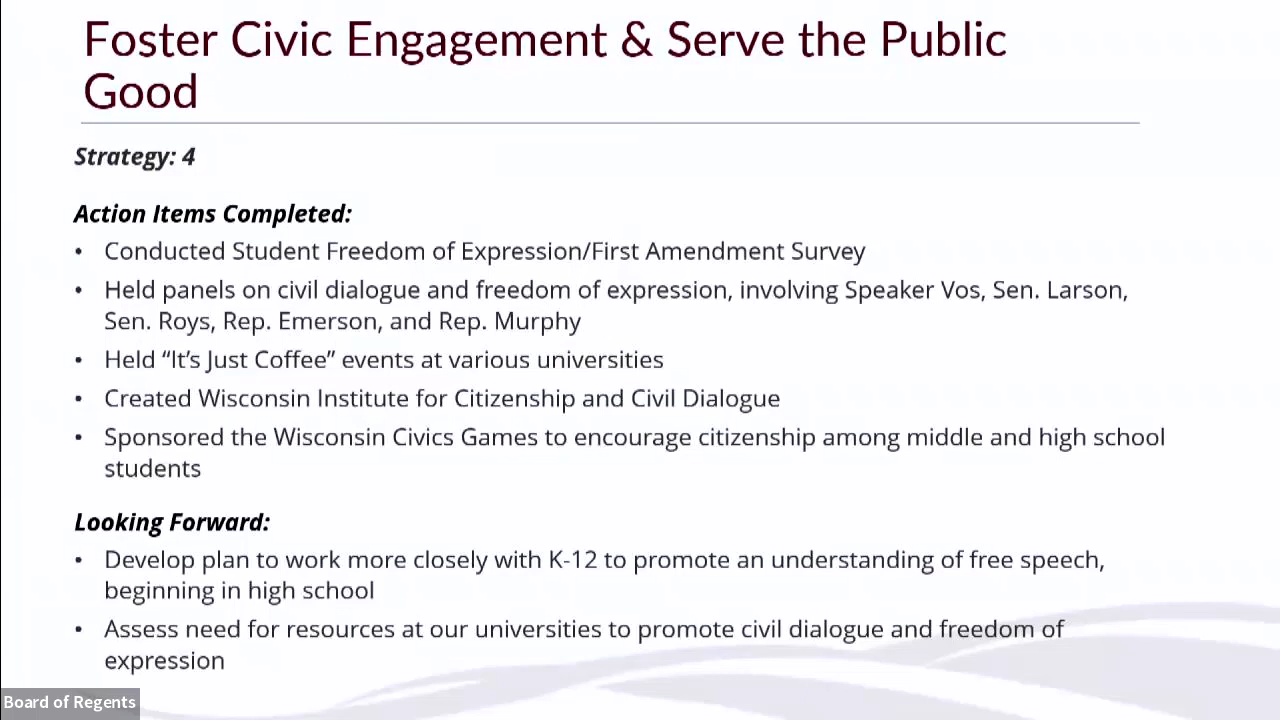 Foster Civic Engagement & Serve the Public
Good
Strategy: 4
Action Items Completed:
• Conducted Student Freedom of Expression/First Amendment Survey
• Held panels on civil dialogue and freedom of expression, involving Speaker Vos, Sen. Larson,
Sen. Roys, Rep. Emerson, and Rep. Murphy
• Held “It’s Just Coffee” events at various universities
• Created Wisconsin Institute for Citizenship and Civil Dialogue
• Sponsored the Wisconsin Civics Games to encourage citizenship among middle and high school
students
Looking Forward:
• Develop plan to work more closely with K-12 to promote an understanding of free speech,
beginning in high school
• Assess need for resources at our universities to promote civil dialogue and freedom of
expression
Board of Regents